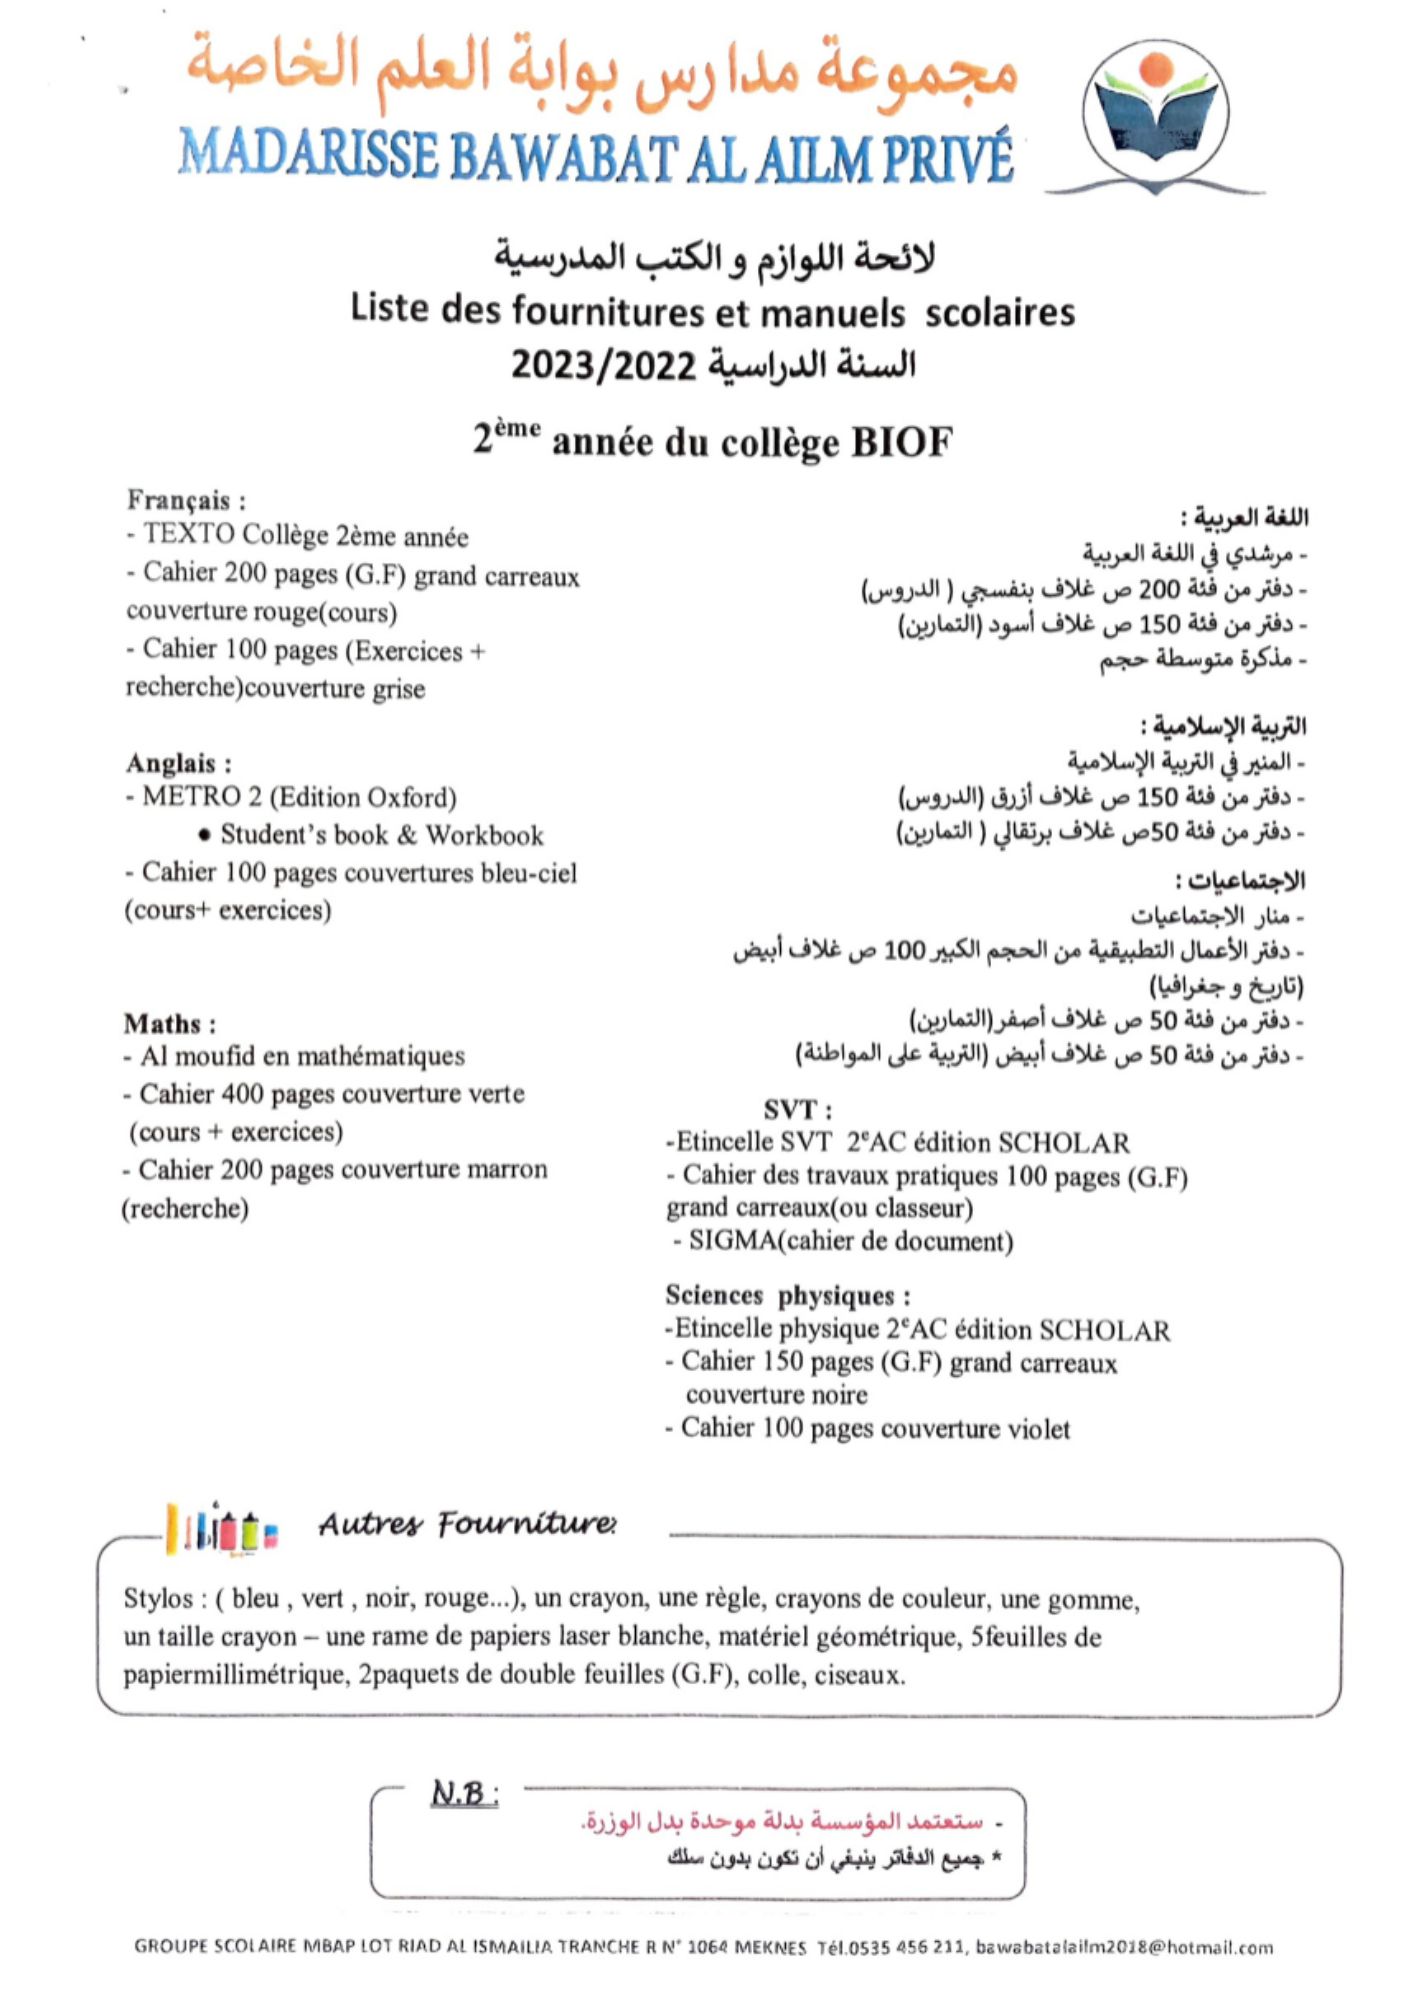 مجموعة مدارس بوابة العلم الخاصة
MADARISSE BAWABAT AL AILM PRIVÉ
لائحة اللوازم و الكتب المدرسية
Liste des fournitures et manuels scolaires
السنة الدراسية 2023/2022
2ème année du collège BIOF
Français :
- TEXTO Collège 2ème année
- Cahier 200 pages (G.F) grand carreaux
couverture rouge(cours)
- Cahier 100 pages (Exercices +
recherche)couverture grise
Anglais :
- METRO 2 (Edition Oxford)
• Student's book & Workbook
- Cahier 100 pages couvertures bleu-ciel
(cours+ exercices)
Maths :
- Al moufid en mathématiques
- Cahier 400 pages couverture verte
(cours + exercices)
- Cahier 200 pages couverture marron
(recherche)
اللغة العربية :
- مرشدي في اللغة العربية
- دفتر من فئة 200 ص غلاف بنفسجي ( الدروس)
- دفتر من فئة 150 ص غلاف أسود (التمارين)
- مذكرة متوسطة حجم
التربية الإسلامية :
- المنير في التربية الإسلامية
- دفتر من فئة 150 ص غلاف أزرق (الدروس)
- دفتر من فئة 50ص غلاف برتقالي ( التمارين)
الاجتماعيات :
- منار الاجتماعيات
- دفتر الأعمال التطبيقية من الحجم الكبير 100 ص غلاف أبيض
(تاريخ و جغرافيا)
- دفتر من فئة 50 ص غلاف أصفر(التمارين)
- دفتر من فئة 50 ص غلاف أبيض (التربية على المواطنة)
SVT :
-Etincelle SVT 2eAC édition SCHOLAR
- Cahier des travaux pratiques 100 pages (G.F)
grand carreaux(ou classeur)
- SIGMA(cahier de document)
Sciences physiques :
-Etincelle physique 2eAC édition SCHOLAR
- Cahier 150 pages (G.F) grand carreaux
couverture noire
- Cahier 100 pages couverture violet
Autres Fourniture:
Stylos : ( bleu , vert , noir, rouge...), un crayon, une règle, crayons de couleur, une gomme,
un taille crayon – une rame de papiers laser blanche, matériel géométrique, 5feuilles de
papiermillimétrique, 2paquets de double feuilles (G.F), colle, ciseaux.
N.B :
- ستعتمد المؤسسة بدلة موحدة بدل الوزرة.
* جميع الدفاتر ينبغي أن تكون بدون سلك
GROUPE SCOLAIRE MBAP LOT RIAD AL ISMAILIA TRANCHE R N° 1064 MEKNES Tél.0535 456 211, bawabatalailm2018@hotmail.com